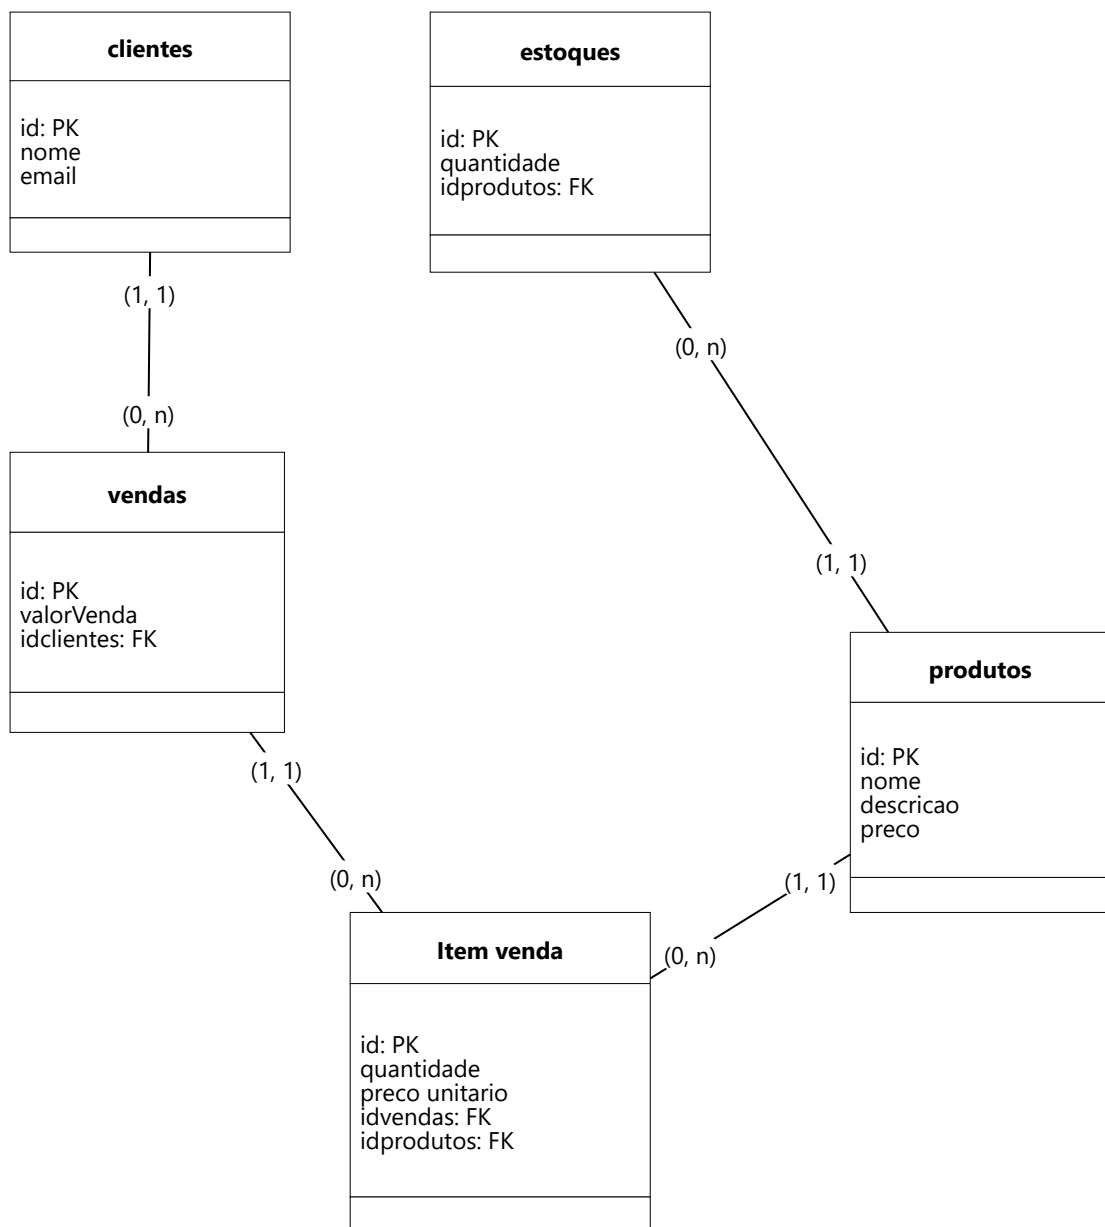 clientes
id: PK
nome
email
(1, 1)
(0, n)
vendas
id: PK
valorVenda
idclientes: FK
(1, 1)
(0, n)
estoques
id: PK
quantidade
idprodutos: FK
(0, n)
(1, 1)
produtos
id: PK
nome
descricao
preco
(1, 1)
(0, n)
Item venda
id: PK
quantidade
preco unitario
idvendas: FK
idprodutos: FK